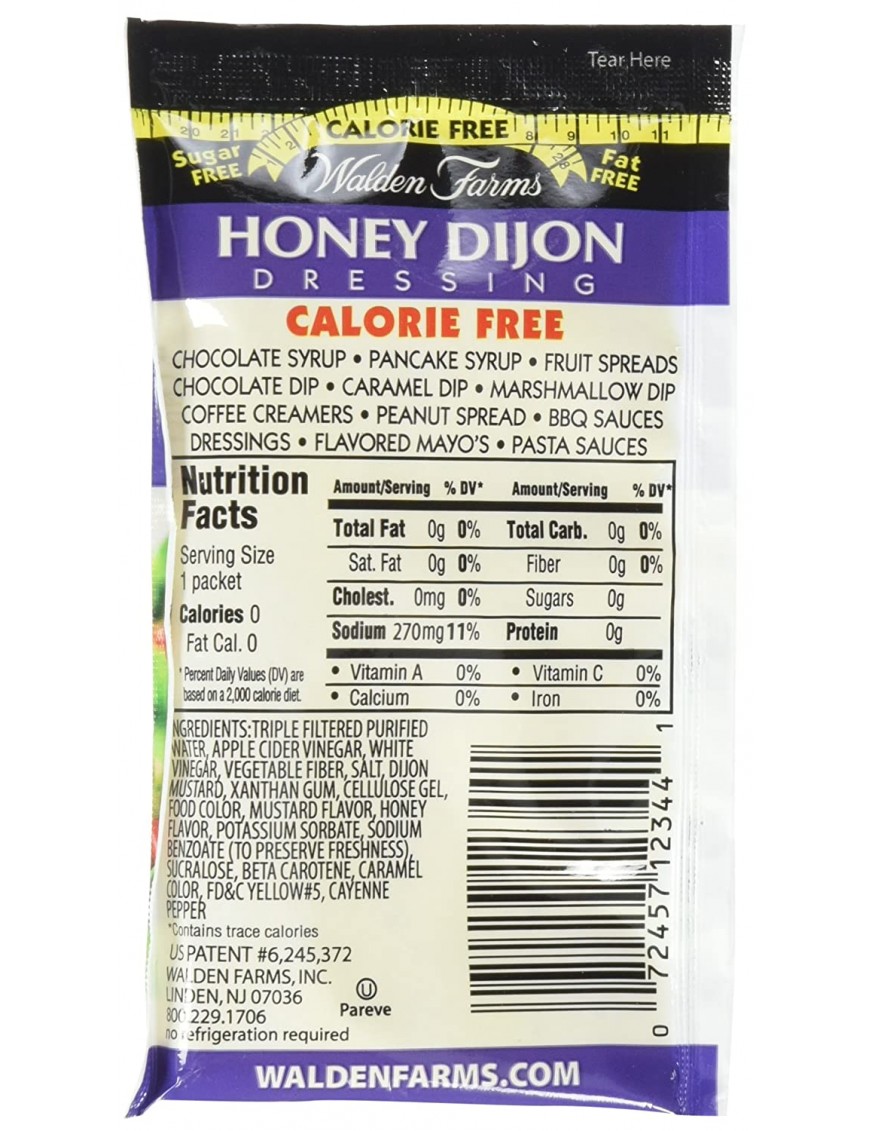 Tear Here
20 21 8 9 10 11
CALORIE FREE
Sugar FREE
Fat FREE
Walden Farms
HONEY DIJON
DRESSING
CALORIE FREE
CHOCOLATE SYRUP • PANCAKE SYRUP • FRUIT SPREADS
CHOCOLATE DIP • CARAMEL DIP • MARSHMALLOW DIP
COFFEE CREAMERS • PEANUT SPREAD • BBQ SAUCES
DRESSINGS • FLAVORED MAYO'S • PASTA SAUCES
Nutrition
Facts
Serving Size
1 packet
Calories 0
Fat Cal. 0
*Percent Daily Values (DV) are
based on a 2,000 calorie diet.
Amount/Serving % DV* Amount/Serving % DV*
Total Fat 0g 0% Total Carb. 0g 0%
Sat. Fat 0g 0% Fiber 0g 0%
Cholest. 0mg 0% Sugars 0g
Sodium 270mg 11% Protein 0g
• Vitamin A 0% • Vitamin C 0%
• Calcium 0% • Iron 0%
NGREDIENTS:TRIPLE FILTERED PURIFIED
WATER, APPLE CIDER VINEGAR, WHITE
VINEGAR, VEGETABLE FIBER, SALT, DIJON
MUSTARD, XANTHAN GUM, CELLULOSE GEL,
FOOD COLOR, MUSTARD FLAVOR, HONEY
FLAVOR, POTASSIUM SORBATE, SODIUM
BENZOATE (TO PRESERVE FRESHNESS),
SUCRALOSE, BETA CAROTENE, CARAMEL
COLOR, FD&C YELLOW#5, CAYENNE
PEPPER
*Contains trace calories
US PATENT #6,245,372
WALDEN FARMS, INC.
LINDEN, NJ 07036
800.229.1706
no refrigeration required
U
Pareve
0 72457 12344 1
WALDENFARMS.COM